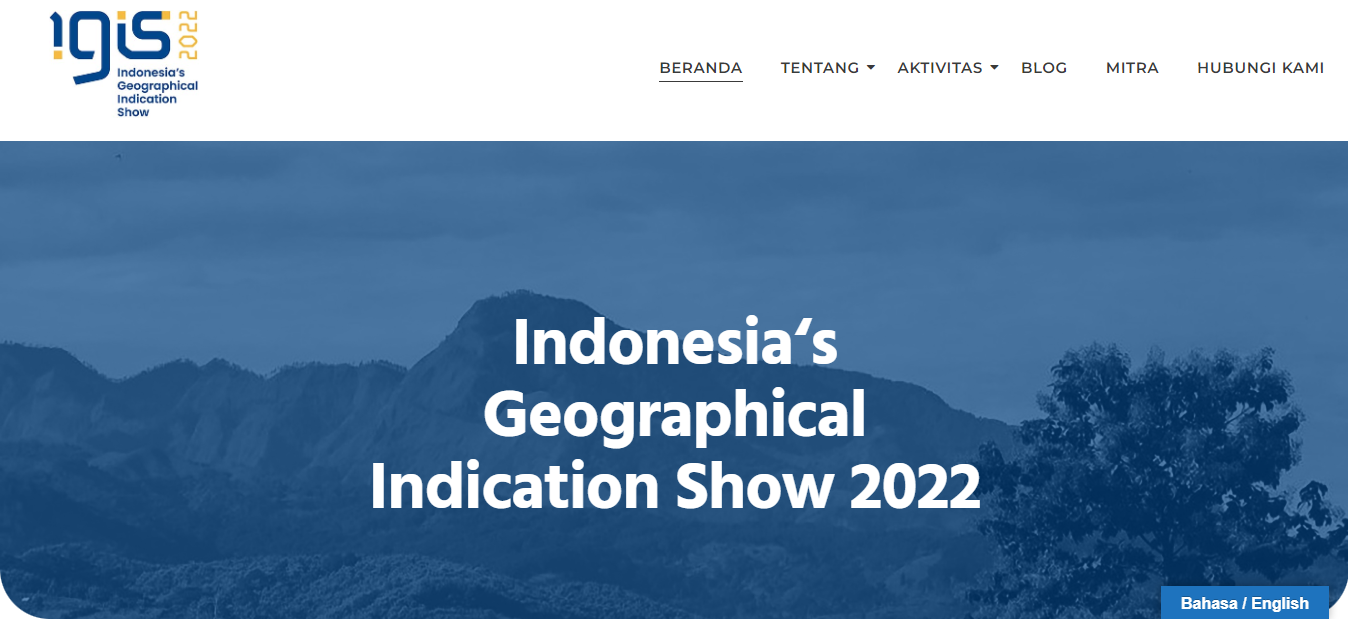 igis 2022
Indonesia's
Geographical
Indication
Show
BERANDA TENTANG AKTIVITAS BLOG MITRA HUBUNGI KAMI
Indonesia‘s
Geographical
Indication Show 2022
Bahasa / English